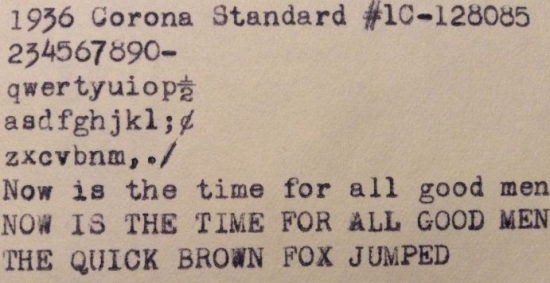 1936 Corona Standard #1C-128085
234567890-
qwertyuiop½
asdfghjkl;¢
zxcvbnm,./
Now is the time for all good men
NOW IS THE TIME FOR ALL GOOD MEN
THE QUICK BROWN FOX JUMPED